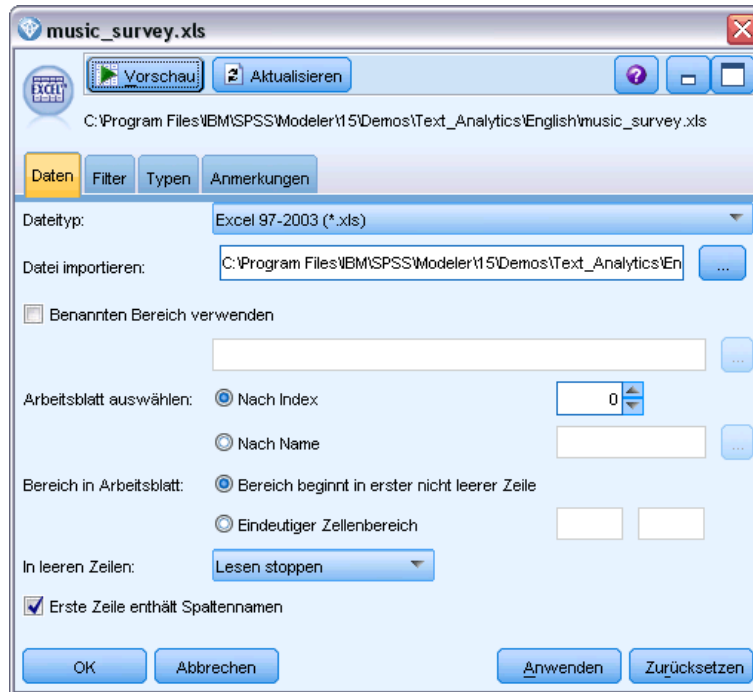 music_survey.xls
EXCEL
Vorschau Aktualisieren
C:\Program Files\IBM\SPSS\Modeler\15\Demos\Text_Analytics\English\music_survey.xls
Daten Filter Typen Anmerkungen
Dateityp: Excel 97-2003 (*.xls)
Datei importieren: C:\Program Files\IBM\SPSS\Modeler\15\Demos\Text_Analytics\En ...
Benannten Bereich verwenden
...
Arbeitsblatt auswählen: Nach Index 0
Nach Name ...
Bereich in Arbeitsblatt: Bereich beginnt in erster nicht leerer Zeile
Eindeutiger Zellenbereich
In leeren Zeilen: Lesen stoppen
Erste Zeile enthält Spaltennamen
OK Abbrechen Anwenden Zurücksetzen